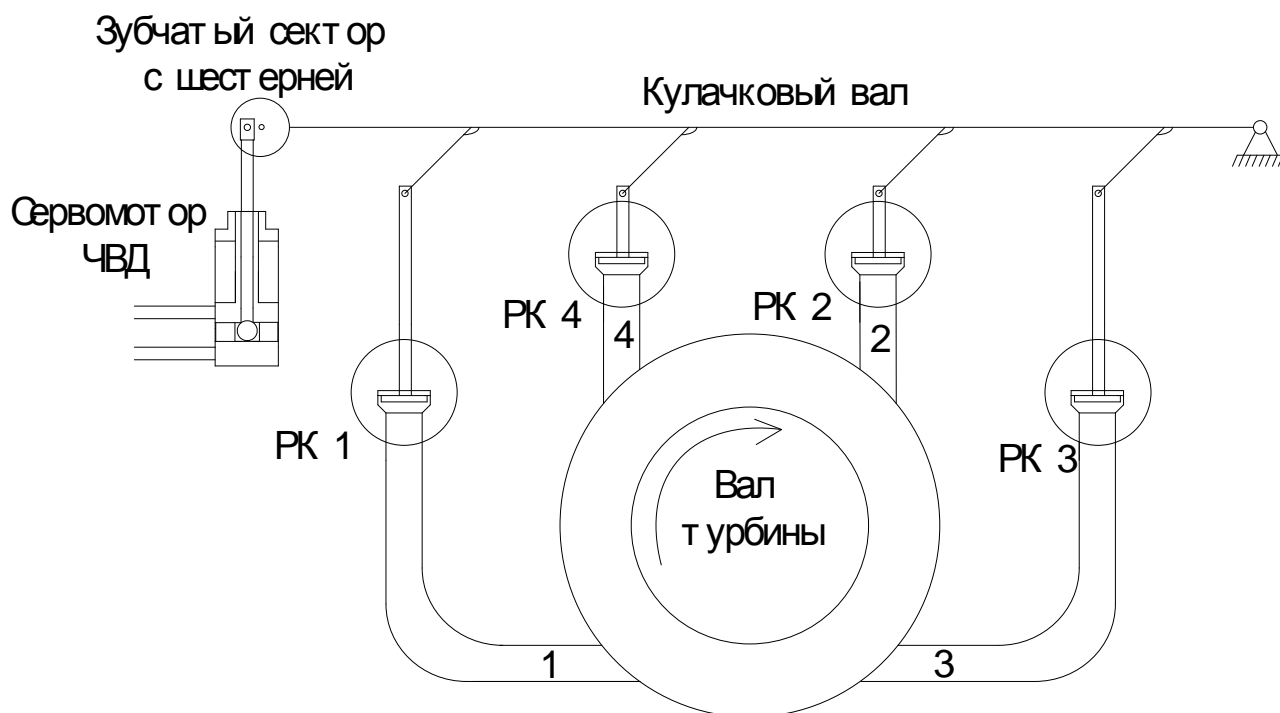 Зубчатый сектор
с шестерней
Кулачковый вал
Сервомотор
ЧВД
РК 4
4
РК 2
2
РК 1
РК 3
Вал
турбины
1
3